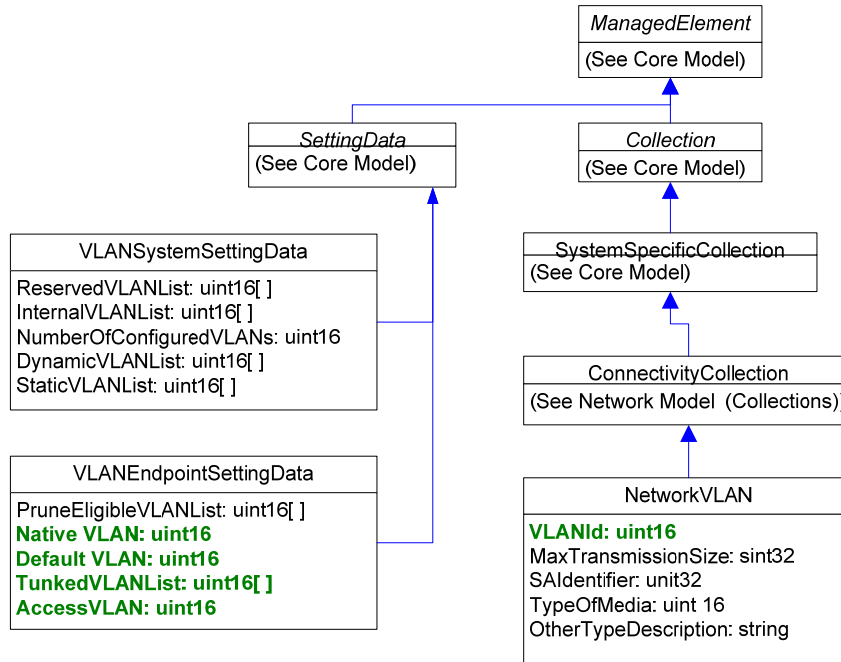 ManagedElement
(See Core Model)
SettingData
(See Core Model)
Collection
(See Core Model)
SystemSpecificCollection
(See Core Model)
VLANSystemSettingData
ReservedVLANList: uint16[ ]
InternalVLANList: uint16[ ]
NumberOfConfiguredVLANs: uint16
DynamicVLANList: uint16[ ]
StaticVLANList: uint16[ ]
ConnectivityCollection
(See Network Model (Collections)
VLANEndpointSettingData
PruneEligibleVLANList: uint16[ ]
Native VLAN: uint16
Default VLAN: uint16
TunkedVLANList: uint16[ ]
AccessVLAN: uint16
NetworkVLAN
VLANId: uint16
MaxTransmissionSize: sint32
SAIdentifier: unit32
TypeOfMedia: uint 16
OtherTypeDescription: string